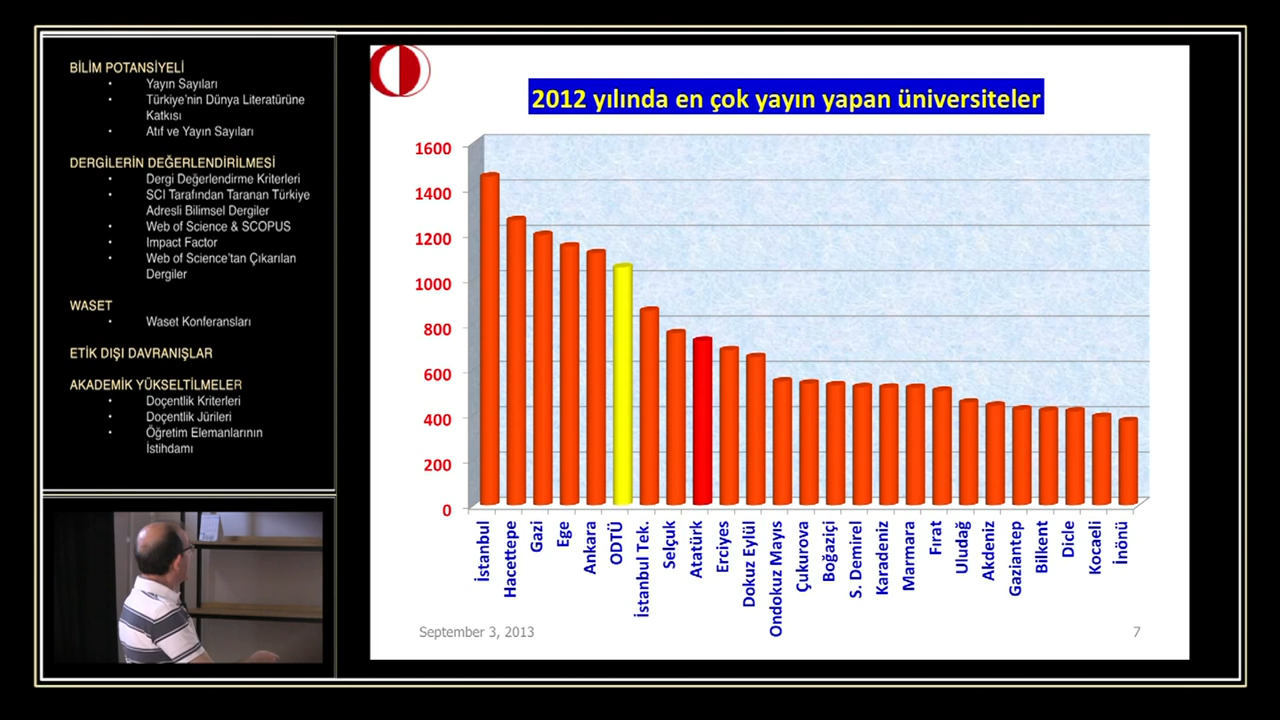 BİLİM POTANSİYELİ
• Yayın Sayıları
• Türkiye'nin Dünya Literatürüne
Katkısı
• Atıf ve Yayın Sayıları
DERGİLERİN DEĞERLENDİRİLMESİ
• Dergi Değerlendirme Kriterleri
• SCI Tarafından Taranan Türkiye
Adresli Bilimsel Dergiler
• Web of Science & SCOPUS
• Impact Factor
• Web of Science'tan Çıkarılan
Dergiler
WASET
• Waset Konferansları
ETİK DIŞI DAVRANIŞLAR
AKADEMİK YÜKSELTİLMELER
• Doçentlik Kriterleri
• Doçentlik Jürileri
• Öğretim Elemanlarının
İstihdamı
2012 yılında en çok yayın yapan üniversiteler
1600
1400
1200
1000
800
600
400
200
0
İstanbul
Hacettepe
Gazi
Ege
Ankara
ODTÜ
İstanbul Tek.
Selçuk
Atatürk
Erciyes
Dokuz Eylül
Ondokuz Mayıs
Çukurova
Boğaziçi
S. Demirel
Karadeniz
Marmara
Fırat
Uludağ
Akdeniz
Gaziantep
Bilkent
Dicle
Kocaeli
İnönü
September 3, 2013
7